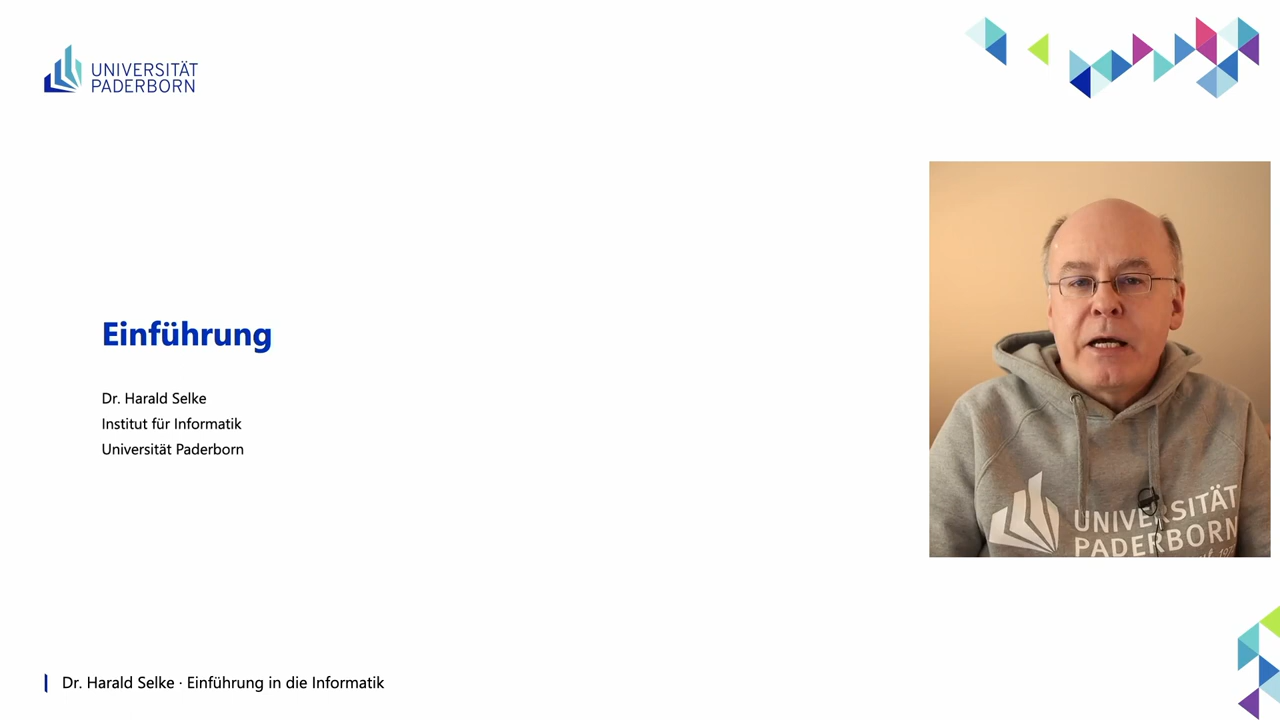 UNIVERSITÄT
PADERBORN
Einführung
Dr. Harald Selke
Institut für Informatik
Universität Paderborn
UNIVERSITÄT
PADERBORN
Dr. Harald Selke · Einführung in die Informatik